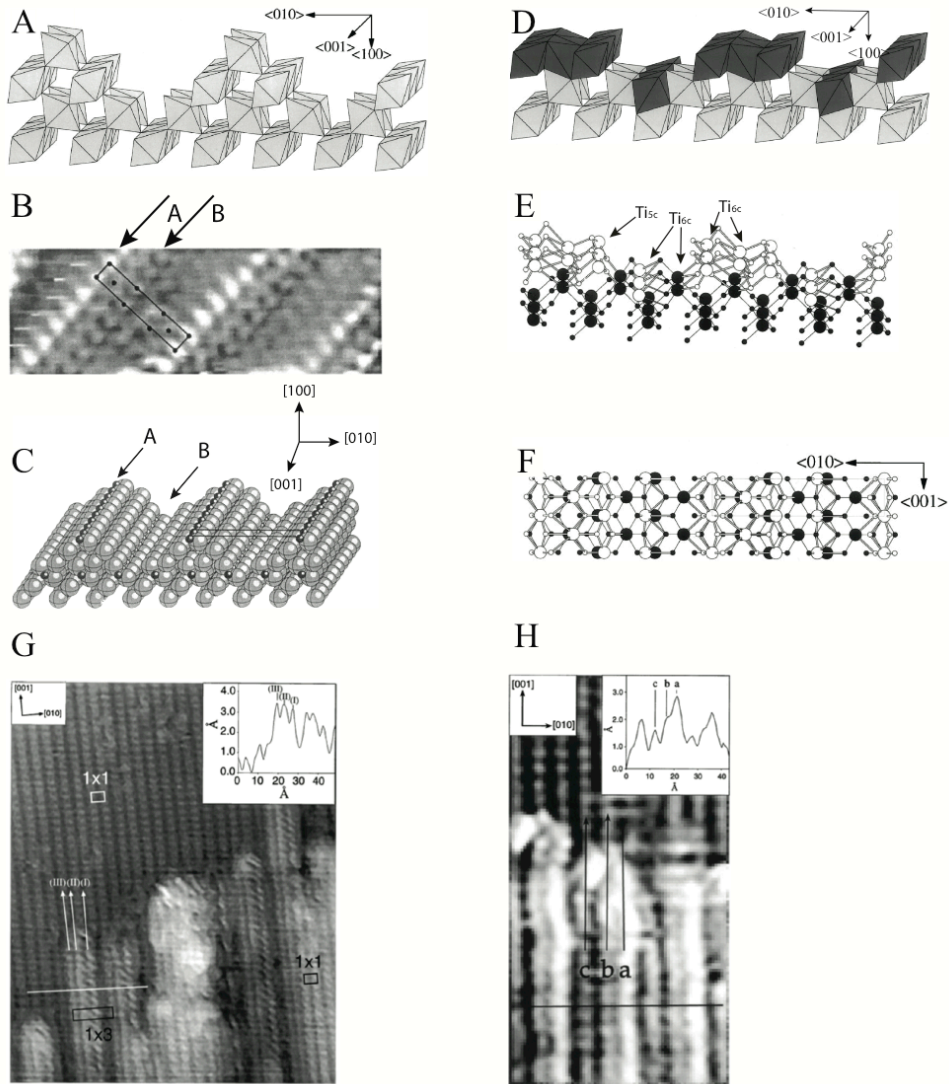 A
<010>
<001>
<100>
D
<010>
<001>
<100>
B
A
B
E
Ti5c
Ti6c
Ti6c
[100]
[010]
[001]
C
A
B
F
<010>
<001>
G
[001]
[010]
(III)
(II)
(I)
4.0
3.0
2.0
1.0
0.0
Å
0 10 20 30 40
Å
1x1
(III)(II)(I)
1x1
1x3
H
[001]
[010]
c b a
3.0
2.0
1.0
0
Å
0 10 20 30 40
Å
c b a